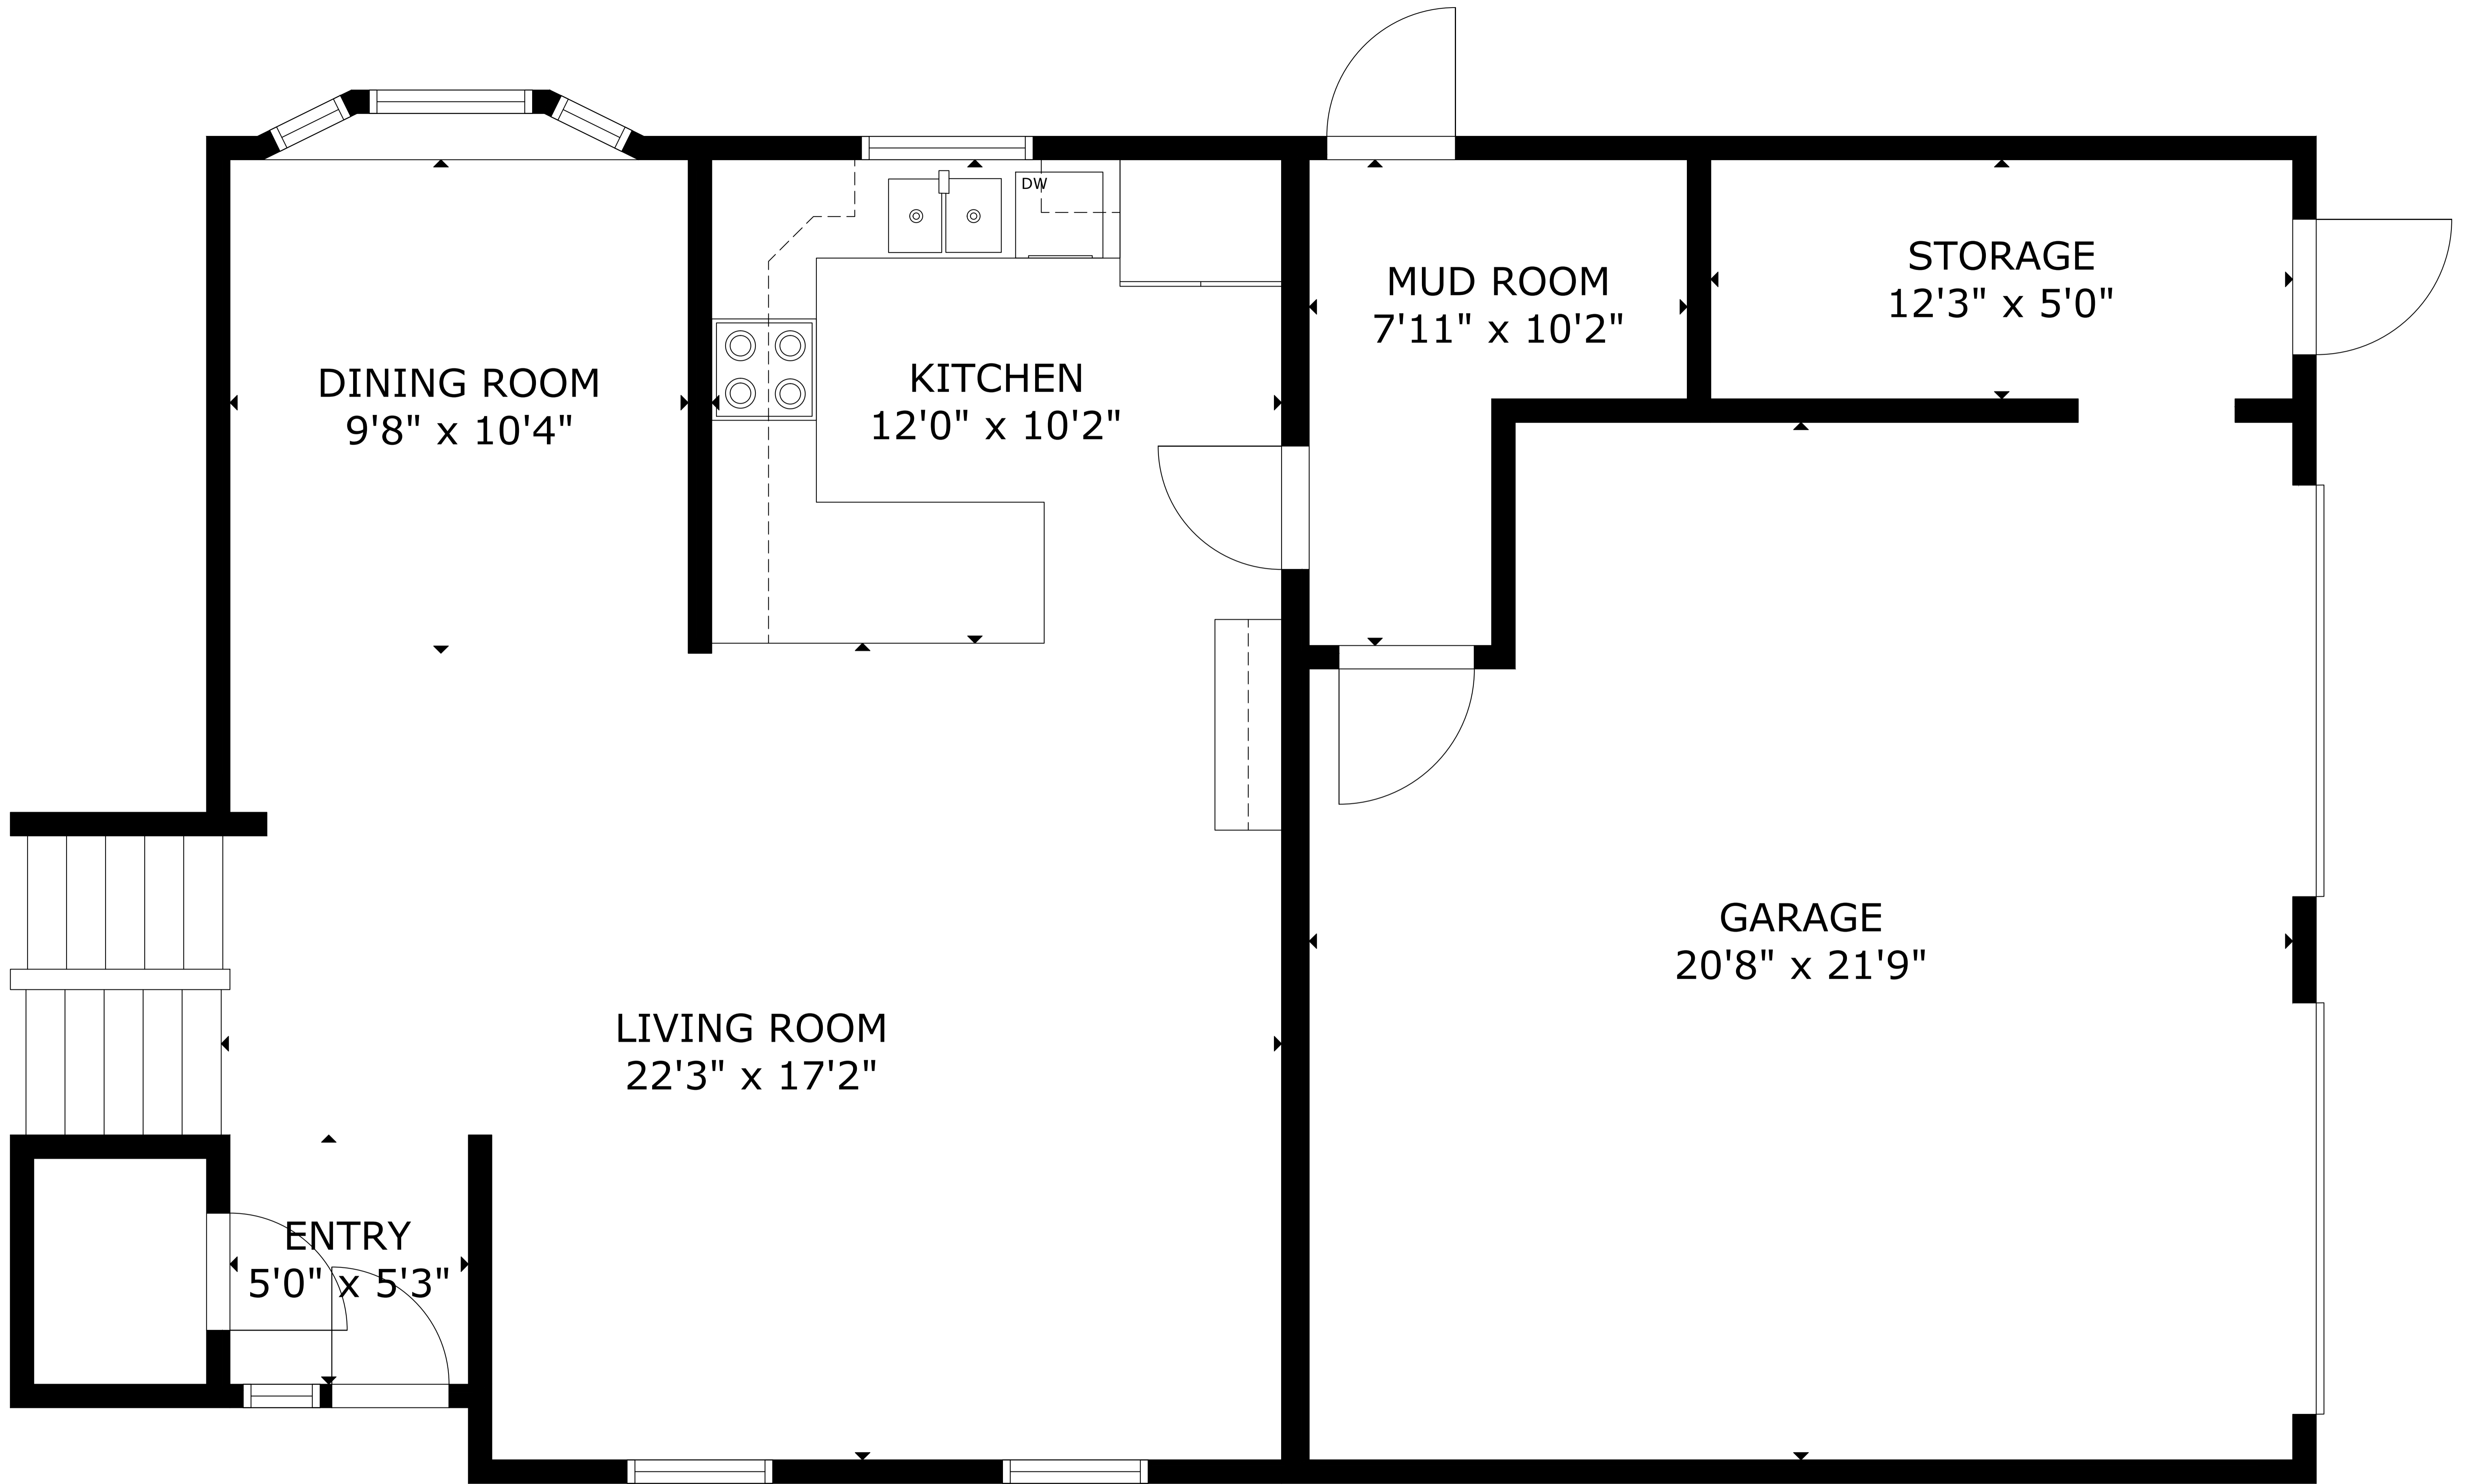 DW
STORAGE
12'3" x 5'0"
MUD ROOM
7'11" x 10'2"
DINING ROOM
9'8" x 10'4"
KITCHEN
12'0" x 10'2"
GARAGE
20'8" x 21'9"
LIVING ROOM
22'3" x 17'2"
ENTRY
5'0" x 5'3"